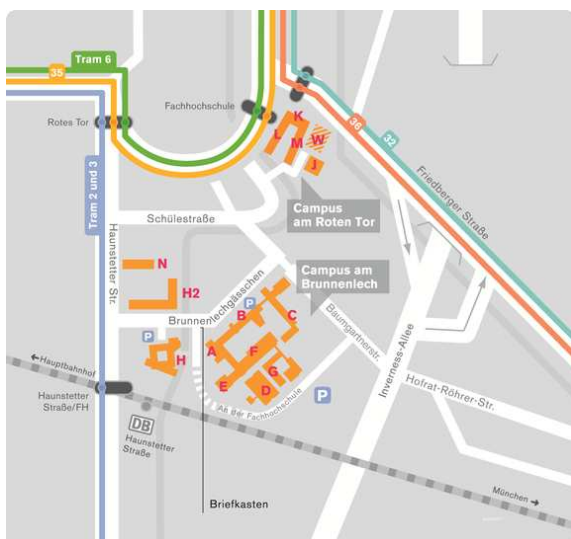 Tram 6
35
Fachhochschule
K
Rotes Tor
L
W
M
J
36
32
Friedberger Straße
Tram 2 und 3
Campus
am Roten Tor
Schülestraße
Haunstetter Str.
N
Campus am
Brunnenlech
H2
Brunnenlechgässchen
P
B
C
Baumgartnerstr.
Inverness-Allee
P
A
F
H
G
E
D
Hauptbahnhof
Haunstetter
Straße/FH
P
An der Fachhochschule
Hofrat-Röhrer-Str.
DB
Haunstetter
Straße
München
Briefkasten